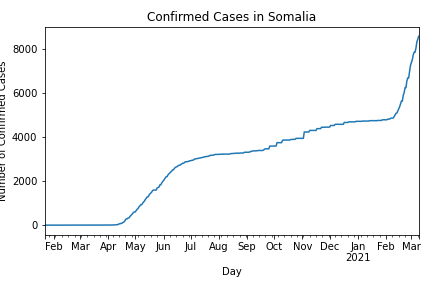 Confirmed Cases in Somalia
Number of Confirmed Cases
8000
6000
4000
2000
0
Feb Mar Apr May Jun Jul Aug Sep Oct Nov Dec Jan Feb Mar
2021
Day